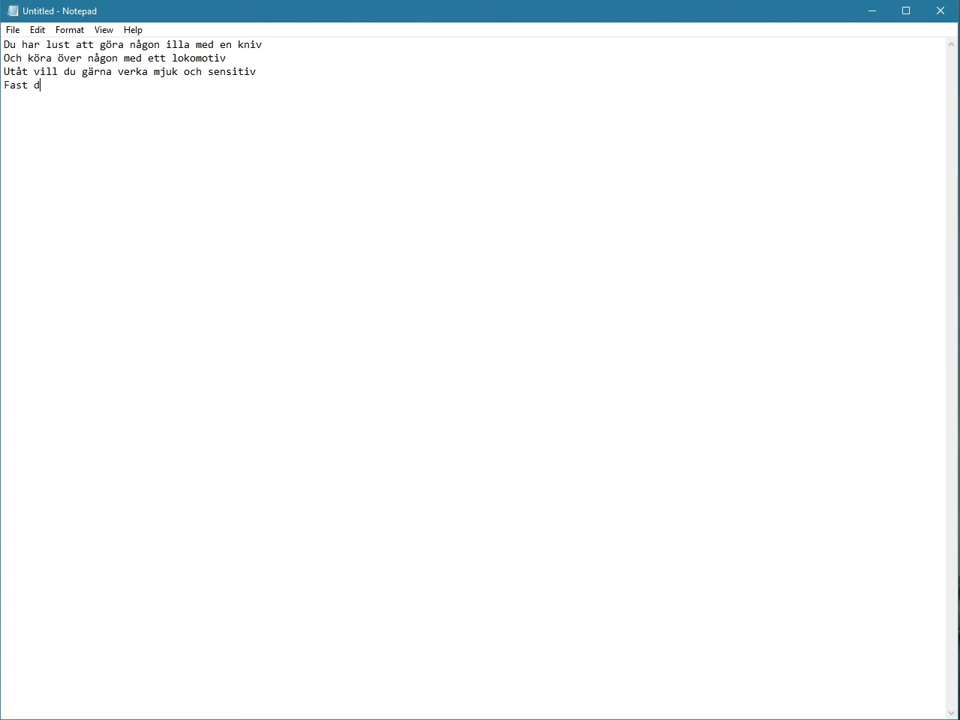 Untitled - Notepad
File Edit Format View Help
Du har lust att göra någon illa med en kniv
Och köra över någon med ett lokomotiv
Utåt vill du gärna verka mjuk och sensitiv
Fast d